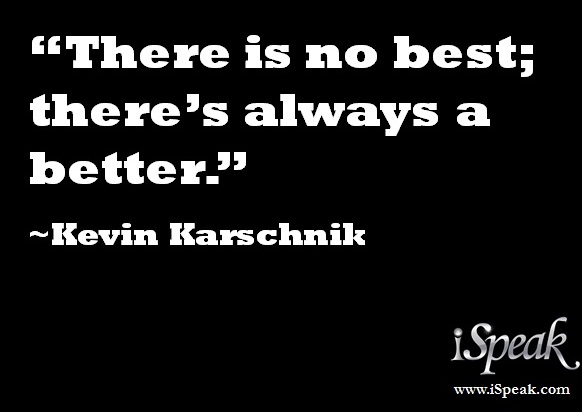 “There is no best;
there’s always a
better.”
~Kevin Karschnik
iSpeak
www.iSpeak.com